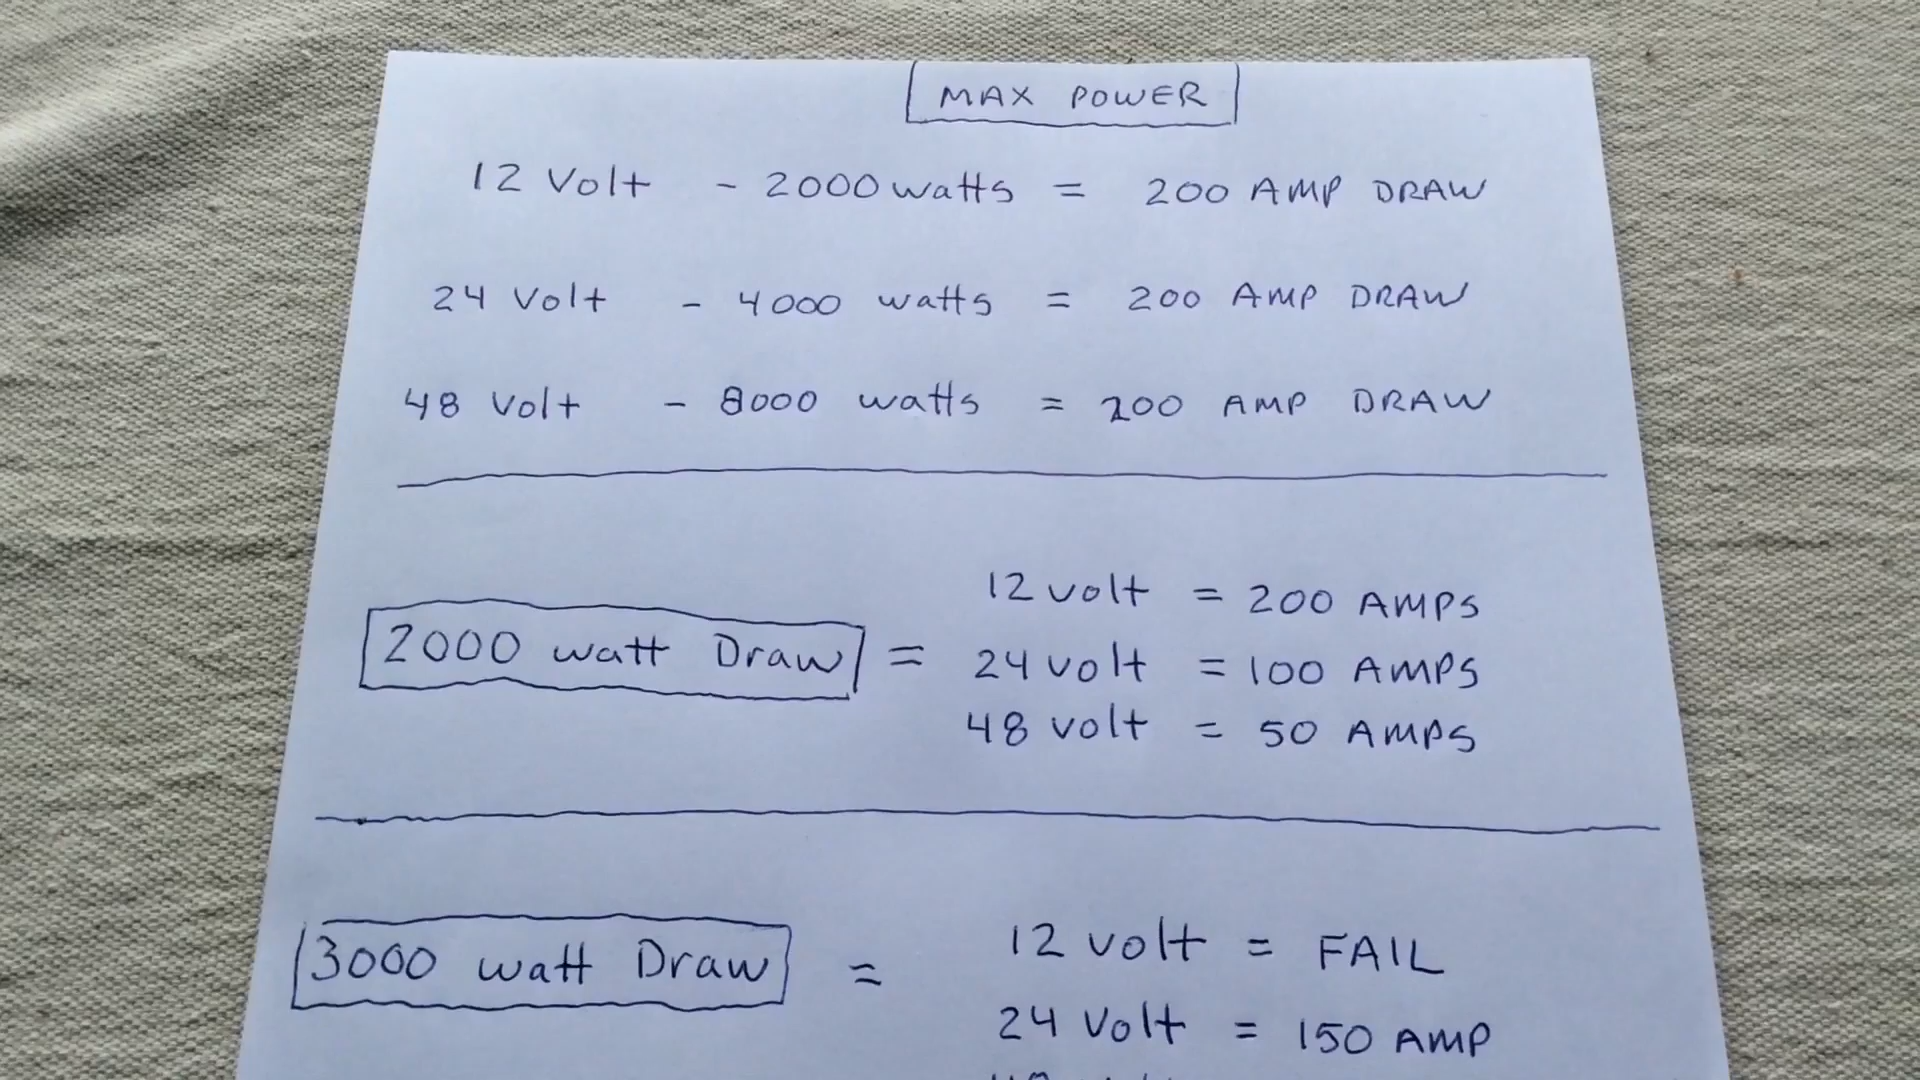 MAX POWER
12 Volt - 2000 watts = 200 AMP DRAW
24 Volt - 4000 watts = 200 AMP DRAW
48 Volt - 8000 watts = 200 AMP DRAW
2000 watt Draw =
12 volt = 200 AMPS
24 volt = 100 AMPS
48 volt = 50 AMPS
3000 watt Draw =
12 volt = FAIL
24 Volt = 150 AMP